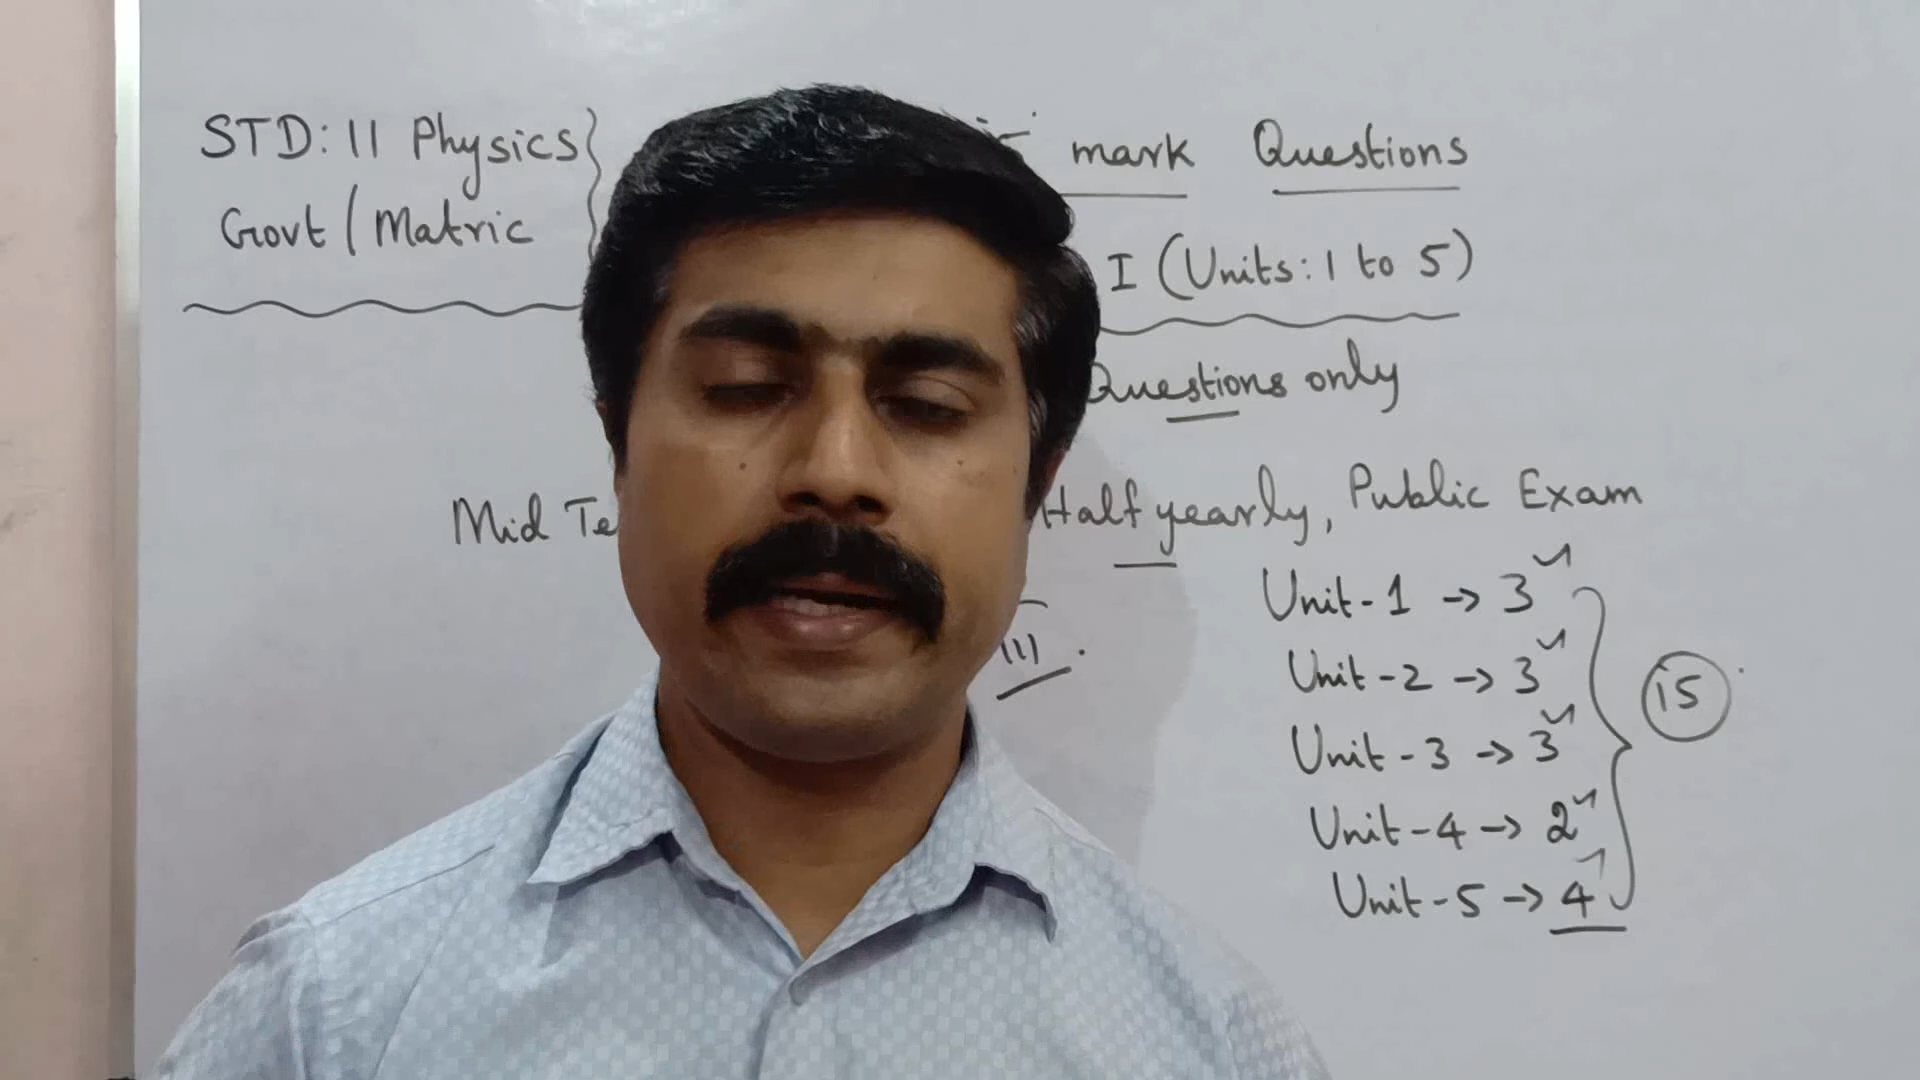 STD: 11 Physics
mark Questions
Govt / Matric
I (Units: 1 to 5)
Questions only
Mid Te
Half yearly, Public Exam
Unit-1 → 3
Unit-2 → 3
15
Unit-3 → 3
Unit-4 → 2
Unit-5 → 4